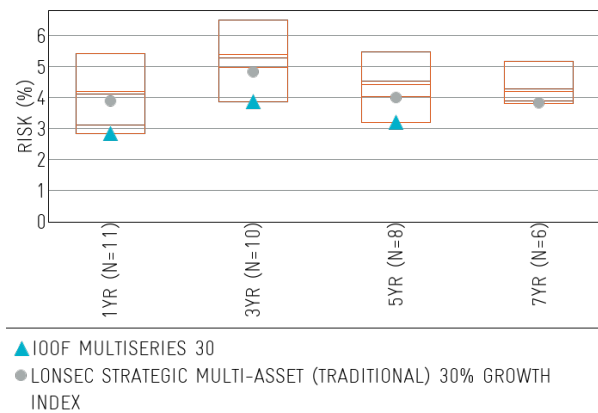 RISK (%)
6
5
4
3
2
1
0
1YR (N=11)
3YR (N=10)
5YR (N=8)
7YR (N=6)
IOOF MULTISERIES 30
LONSEC STRATEGIC MULTI-ASSET (TRADITIONAL) 30% GROWTH
INDEX